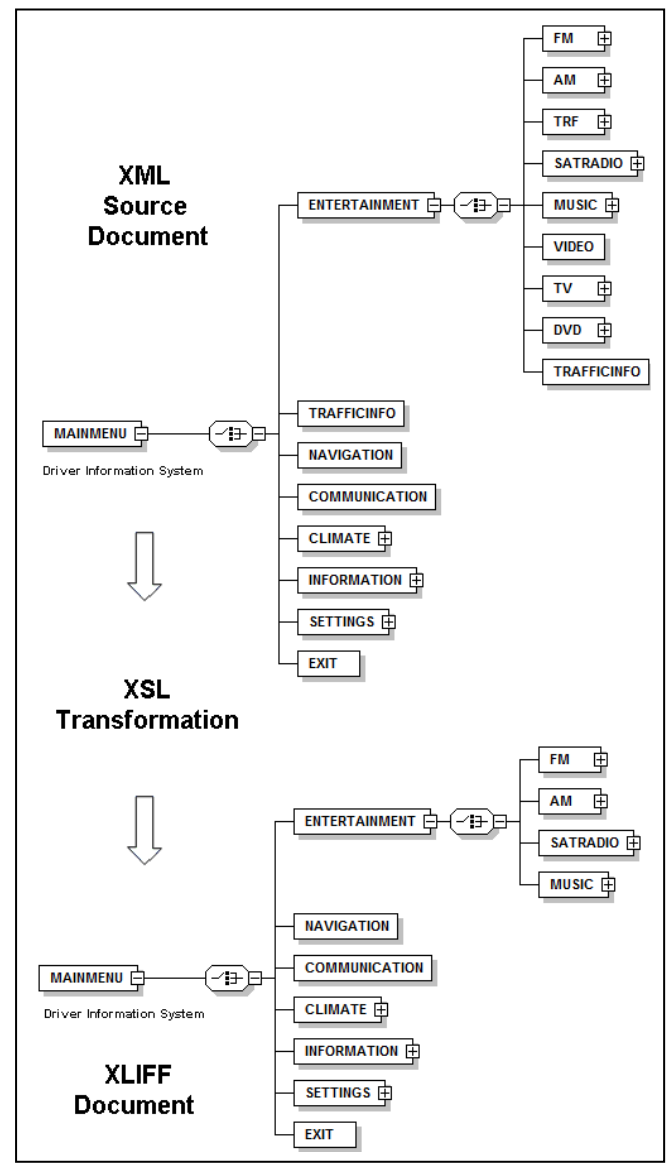 XML
Source
Document
ENTERTAINMENT
FM
AM
TRF
SATRADIO
MUSIC
VIDEO
TV
DVD
TRAFFICINFO
MAINMENU
Driver Information System
TRAFFICINFO
NAVIGATION
COMMUNICATION
CLIMATE
INFORMATION
SETTINGS
EXIT
XSL
Transformation
ENTERTAINMENT
FM
AM
SATRADIO
MUSIC
MAINMENU
Driver Information System
NAVIGATION
COMMUNICATION
CLIMATE
INFORMATION
SETTINGS
EXIT
XLIFF
Document